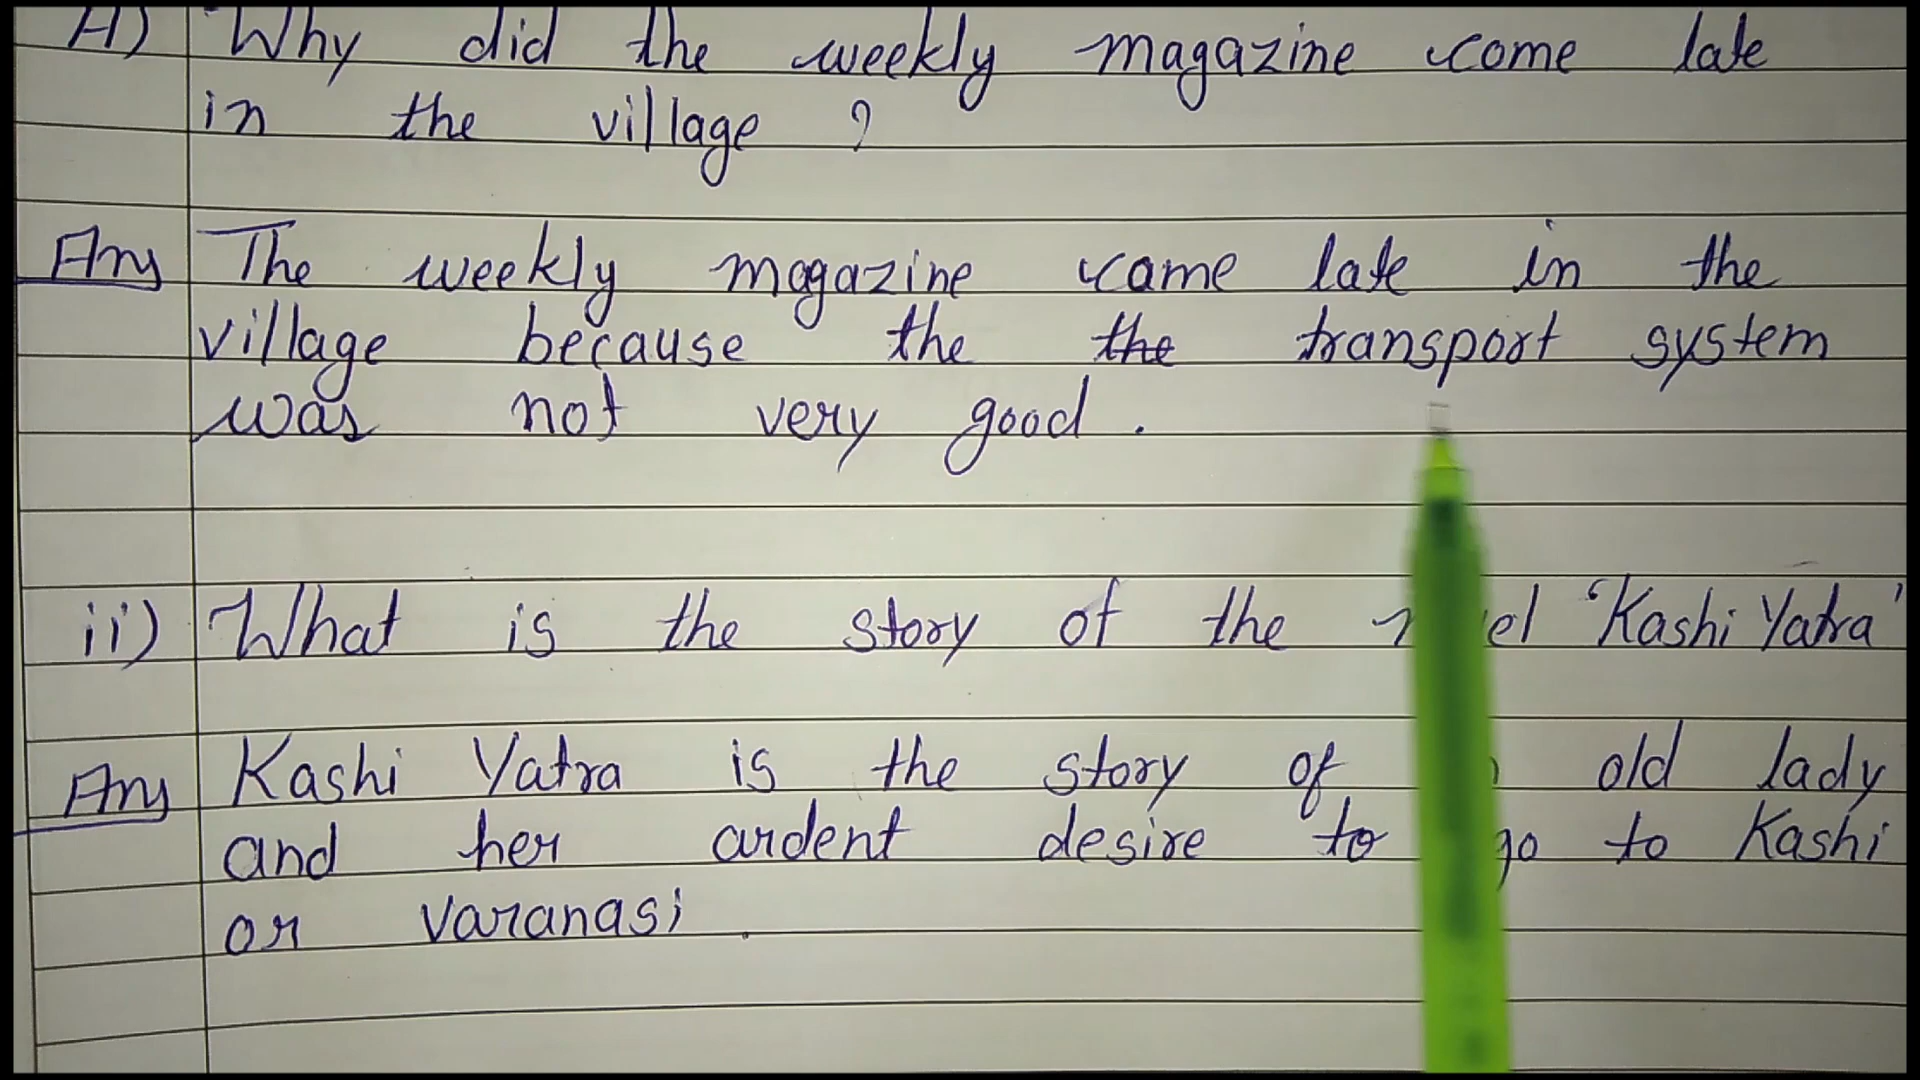 A) Why did the weekly magazine come late
in the village ?
Ans The weekly magazine came late in the
village because the the transport system
was not very good .
ii) What is the story of the 'Kashi Yatra'
Ans Kashi Yatra is the story of old lady
and her ardent desire to go to Kashi
or varanasi .